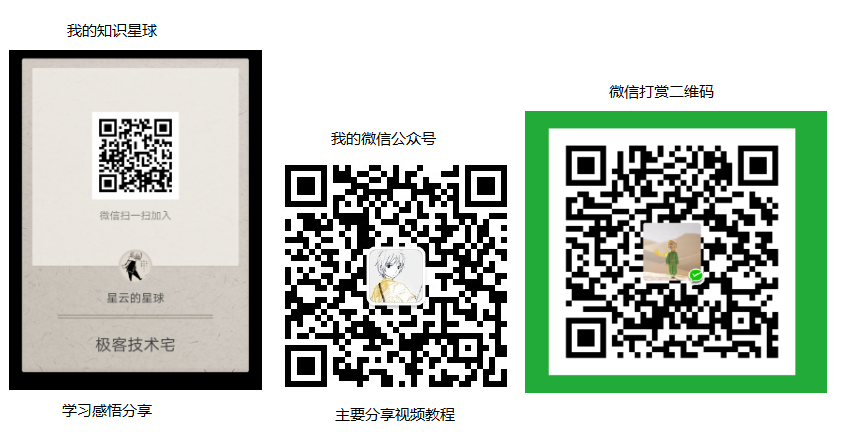 我的知识星球
微信扫一扫加入
星云的星球
极客技术宅
学习感悟分享
我的微信公众号
主要分享视频教程
微信打赏二维码